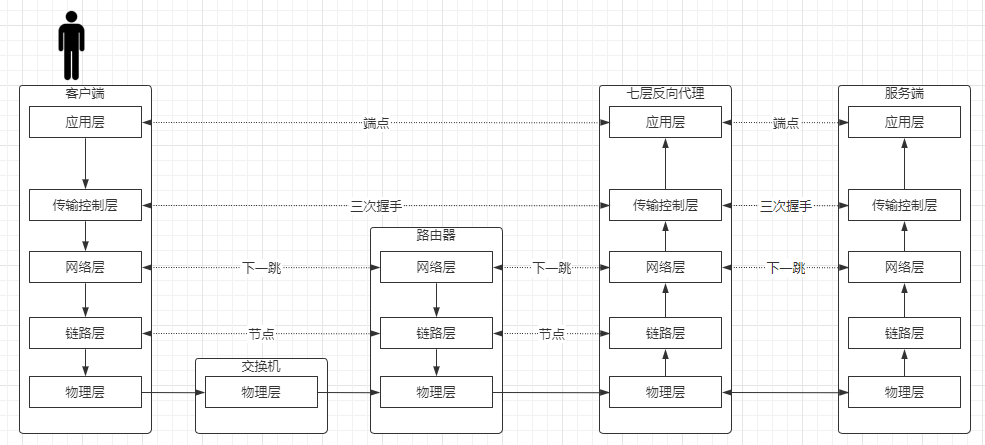 客户端
七层反向代理
服务端
应用层
端点
应用层
端点
应用层
传输控制层
三次握手
传输控制层
三次握手
传输控制层
路由器
网络层
下一跳
网络层
下一跳
网络层
下一跳
网络层
链路层
节点
链路层
节点
链路层
链路层
交换机
物理层
物理层
物理层
物理层
物理层